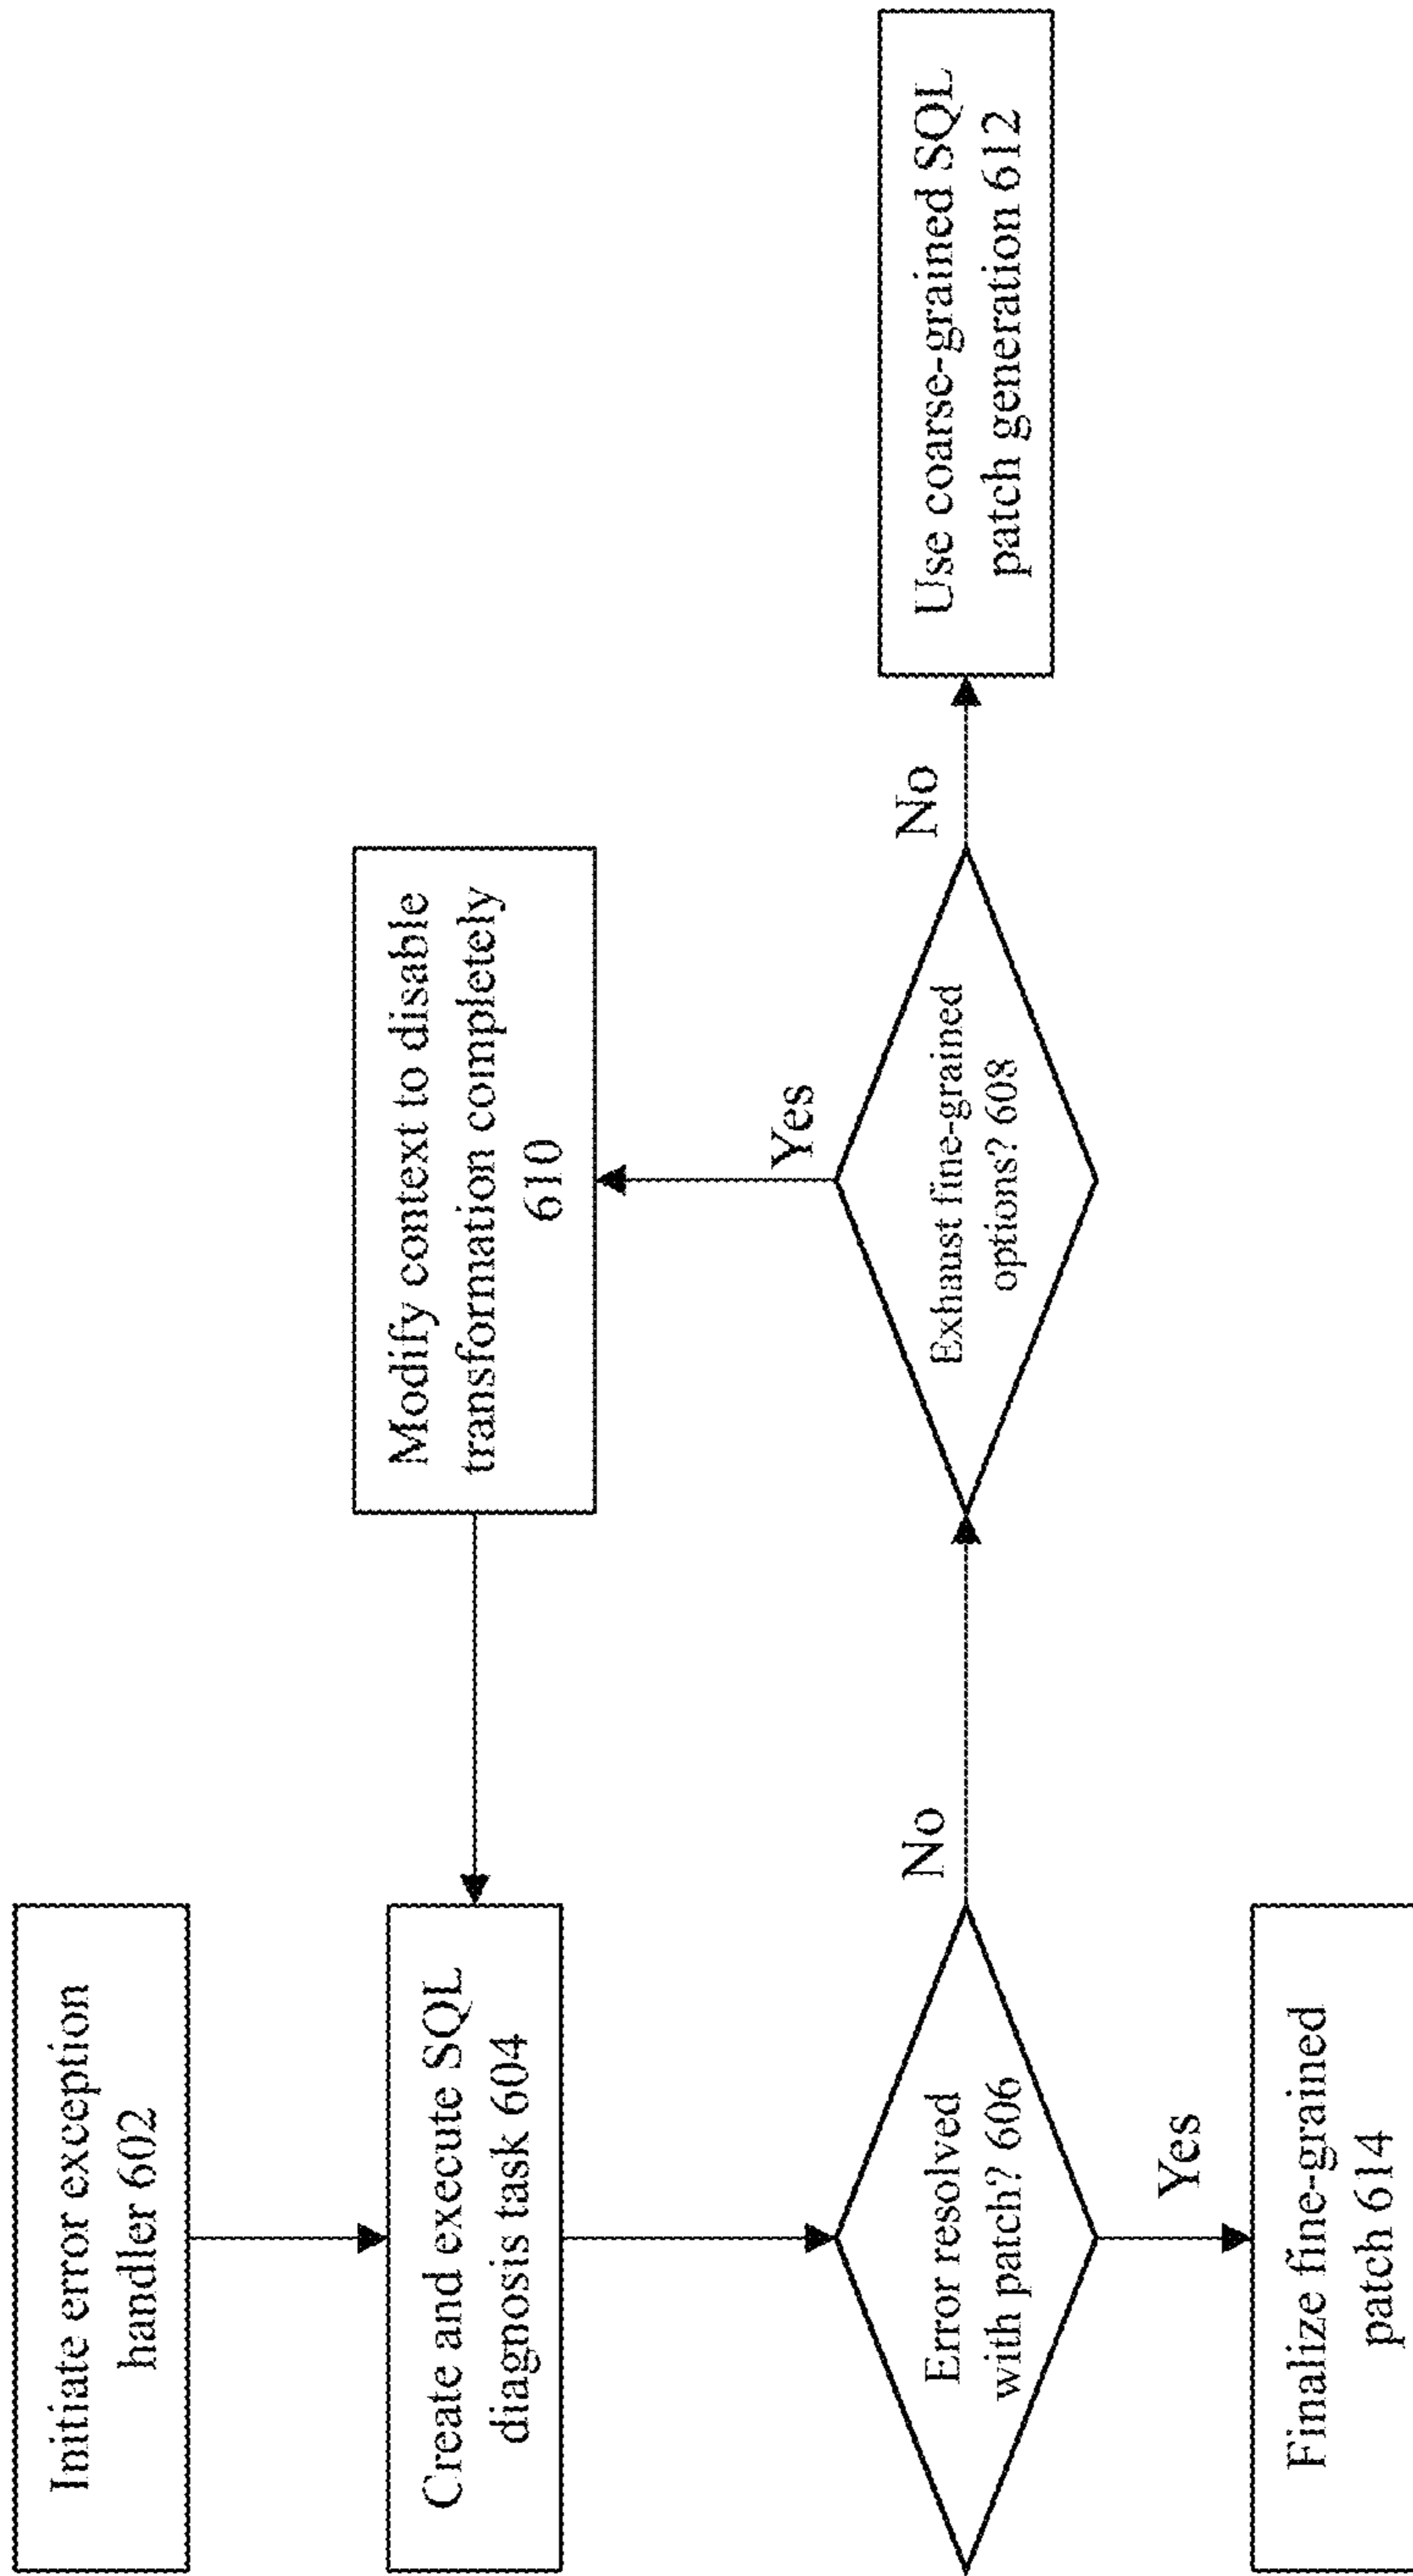 Initiate error exception
handler 602
Create and execute SQL
diagnosis task 604
Modify context to disable
transformation completely
610
Error resolved
with patch? 606
No
Exhaust fine-grained
options? 608
Yes
No
Use coarse-grained SQL
patch generation 612
Yes
Finalize fine-grained
patch 614